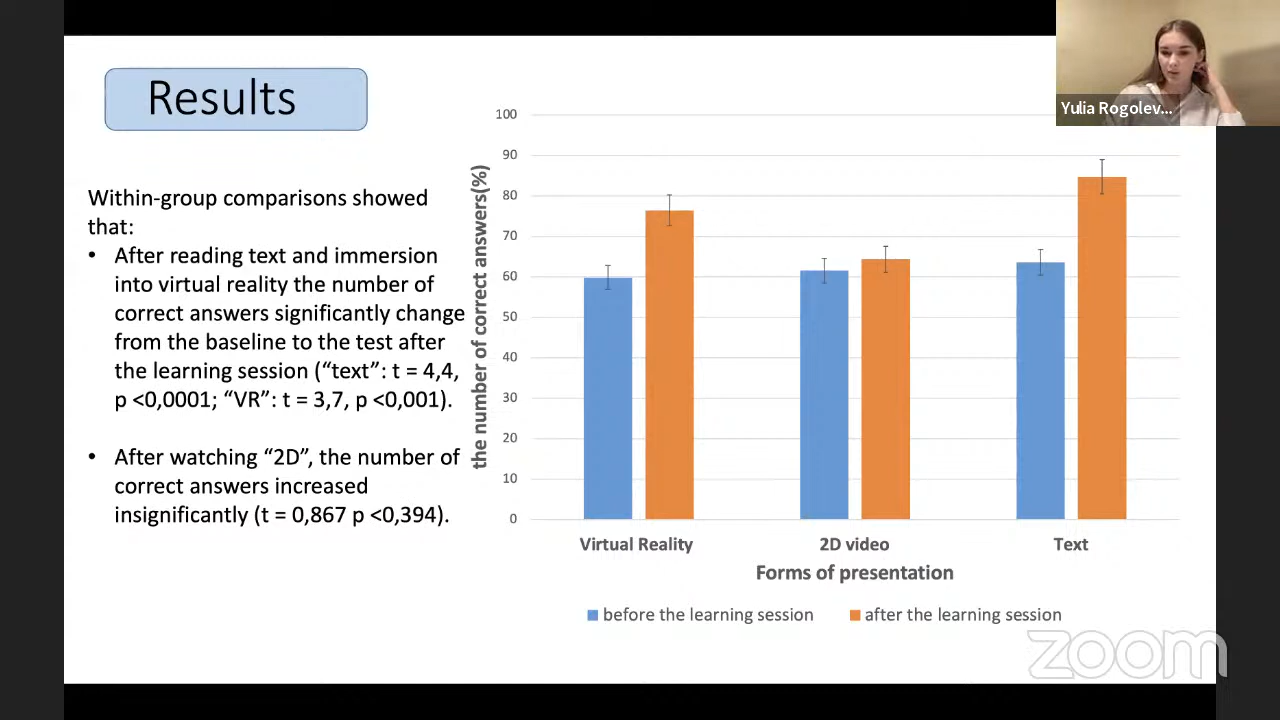 Results
Within-group comparisons showed
that:
• After reading text and immersion
into virtual reality the number of
correct answers significantly change
from the baseline to the test after
the learning session (“text”: t = 4,4,
p <0,0001; “VR”: t = 3,7, p <0,001).
• After watching “2D”, the number of
correct answers increased
insignificantly (t = 0,867 p <0,394).
the number of correct answers(%)
100
90
80
70
60
50
40
30
20
10
0
Virtual Reality
2D video
Text
Forms of presentation
before the learning session
after the learning session
Yulia Rogolev...
zoom